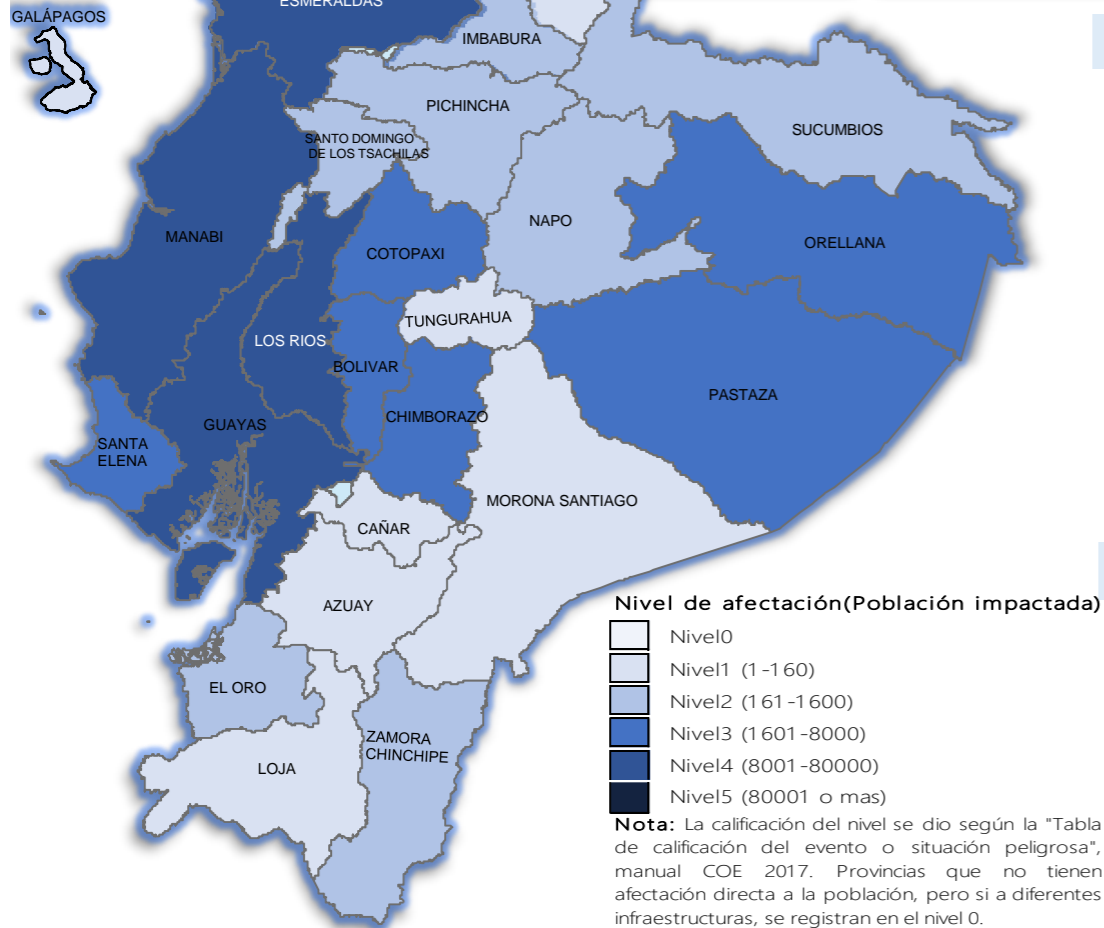 ESMERALDAS
GALÁPAGOS
IMBABURA
PICHINCHA
SUCUMBIOS
SANTO DOMINGO
DE LOS TSACHILAS
NAPO
MANABI
ORELLANA
COTOPAXI
TUNGURAHUA
LOS RIOS
BOLIVAR
PASTAZA
CHIMBORAZO
GUAYAS
SANTA
ELENA
MORONA SANTIAGO
CAÑAR
AZUAY
EL ORO
ZAMORA
CHINCHIPE
LOJA
Nivel de afectación(Población impactada)
Nivel0
Nivel1 (1-160)
Nivel2 (161-1600)
Nivel3 (1601-8000)
Nivel4 (8001-80000)
Nivel5 (80001 o mas)
Nota: La calificación del nivel se dio según la "Tabla
de calificación del evento o situación peligrosa",
manual COE 2017. Provincias que no tienen
afectación directa a la población, pero si a diferentes
infraestructuras, se registran en el nivel 0.